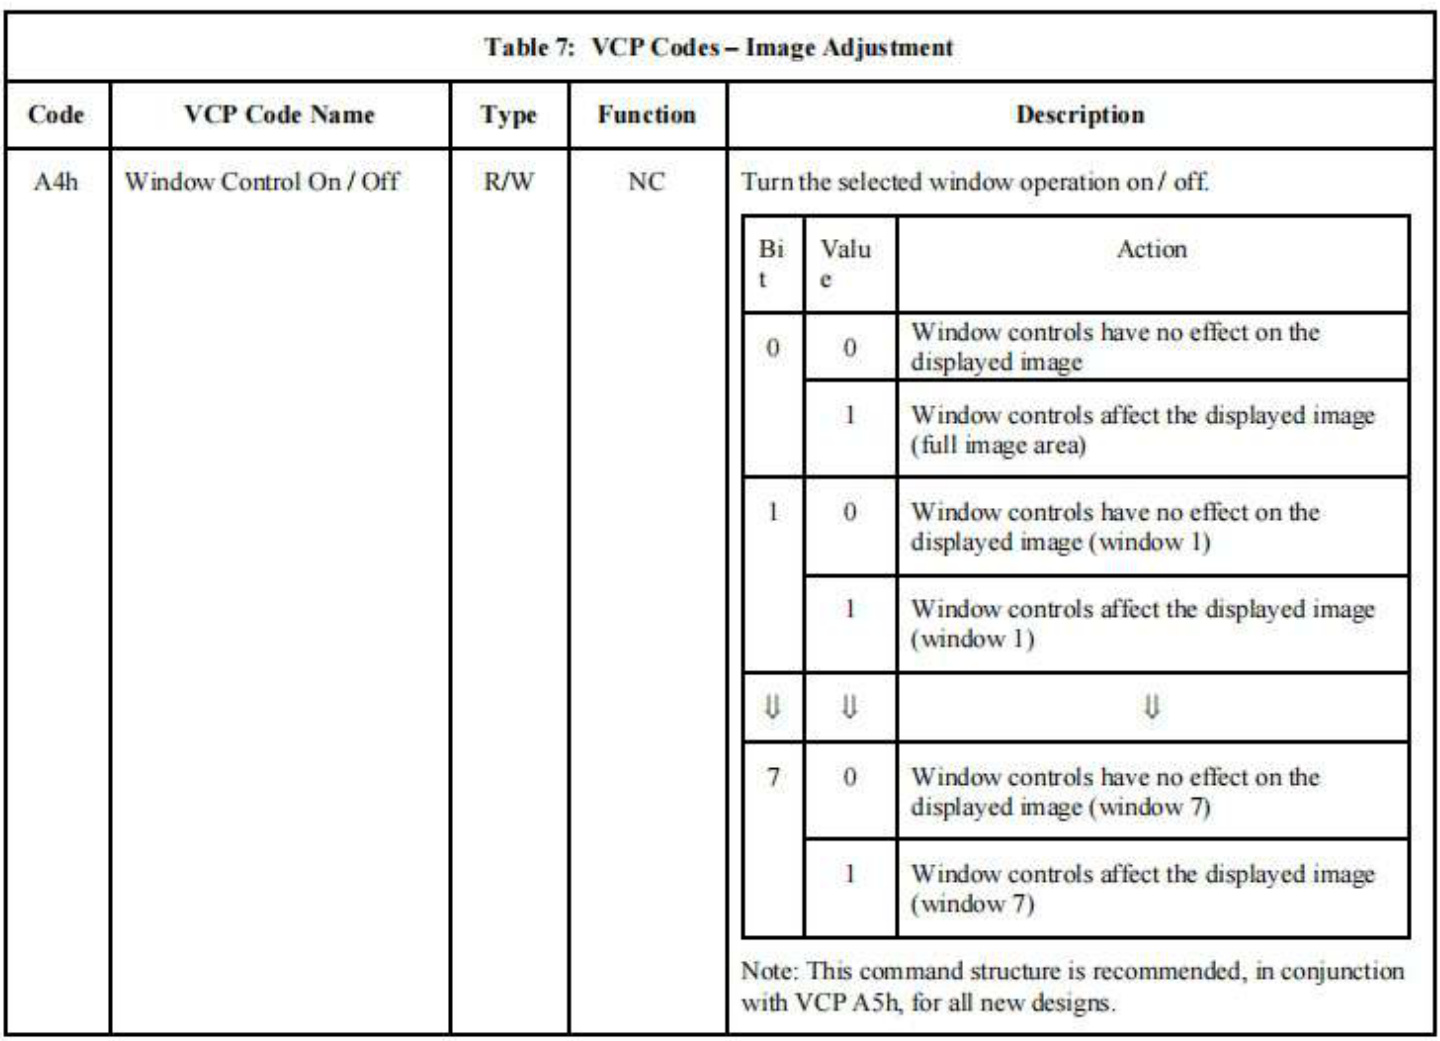 Table 7: VCP Codes – Image Adjustment
Code VCP Code Name Type Function Description
A4h Window Control On / Off R/W NC Turn the selected window operation on / off.
Bi Valu Action
t e
0 0 Window controls have no effect on the
displayed image
1 Window controls affect the displayed image
(full image area)
1 0 Window controls have no effect on the
displayed image (window 1)
1 Window controls affect the displayed image
(window 1)
⇓ ⇓ ⇓
7 0 Window controls have no effect on the
displayed image (window 7)
1 Window controls affect the displayed image
(window 7)
Note: This command structure is recommended, in conjunction
with VCP A5h, for all new designs.